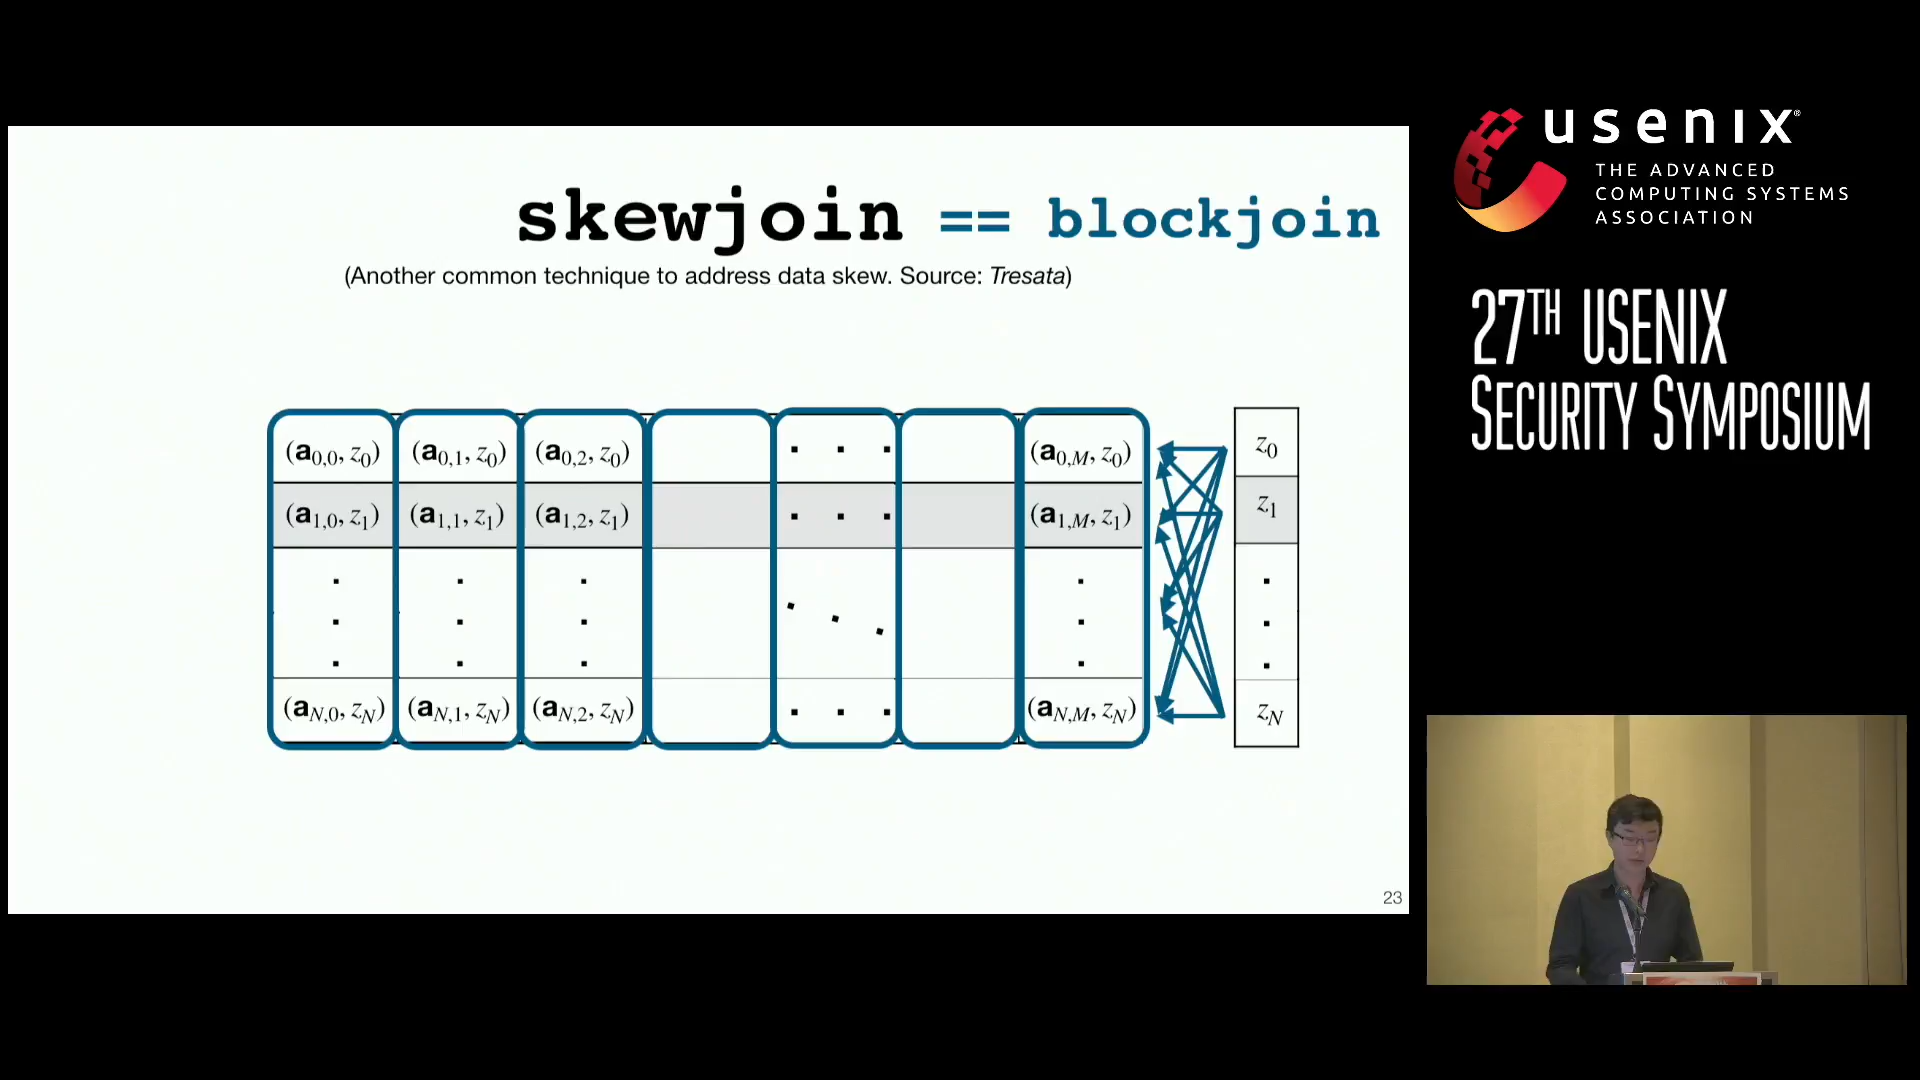 skewjoin == blockjoin
(Another common technique to address data skew. Source: Tresata)
(a0,0, z0) (a0,1, z0) (a0,2, z0) . . . (a0,M, z0) z0
(a1,0, z1) (a1,1, z1) (a1,2, z1) . . . (a1,M, z1) z1
(aN,0, zN) (aN,1, zN) (aN,2, zN) . . . (aN,M, zN) zN
23
usenix®
THE ADVANCED
COMPUTING SYSTEMS
ASSOCIATION
27TH USENIX
SECURITY SYMPOSIUM